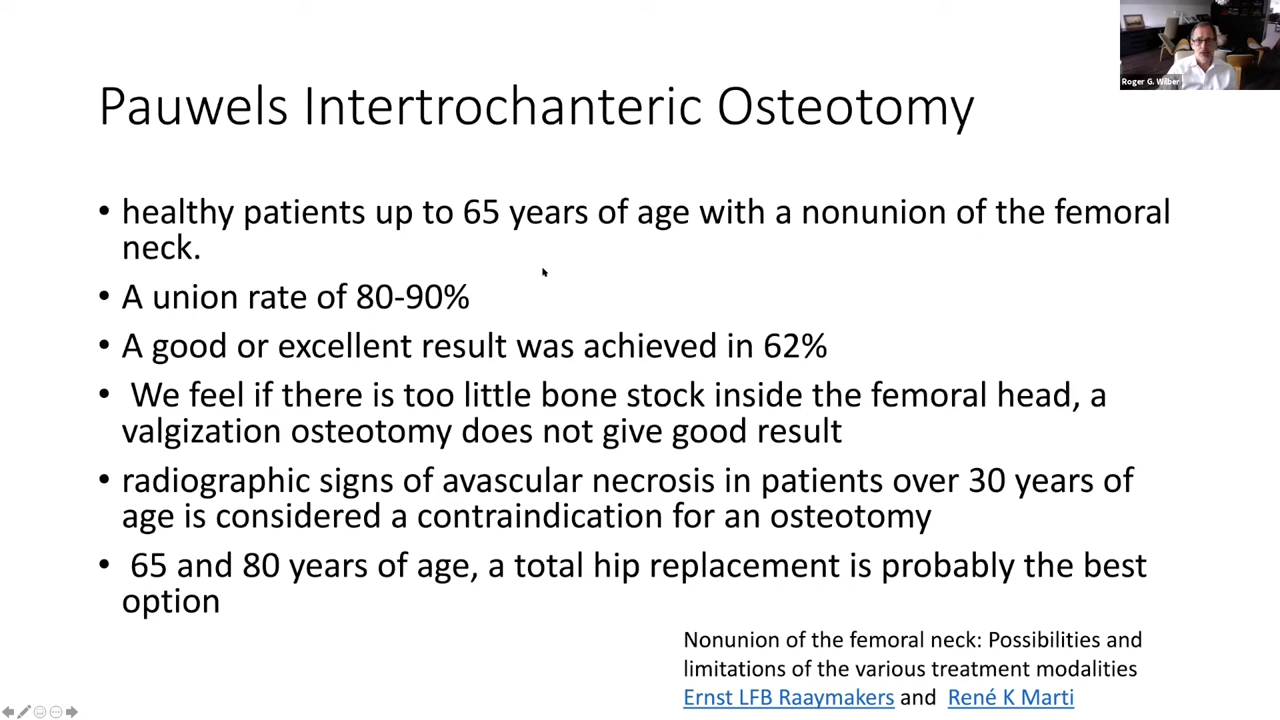 Roger G. Wilber
Pauwels Intertrochanteric Osteotomy
• healthy patients up to 65 years of age with a nonunion of the femoral
neck.
• A union rate of 80-90%
• A good or excellent result was achieved in 62%
• We feel if there is too little bone stock inside the femoral head, a
valgization osteotomy does not give good result
• radiographic signs of avascular necrosis in patients over 30 years of
age is considered a contraindication for an osteotomy
• 65 and 80 years of age, a total hip replacement is probably the best
option
Nonunion of the femoral neck: Possibilities and
limitations of the various treatment modalities
Ernst LFB Raaymakers and René K Marti